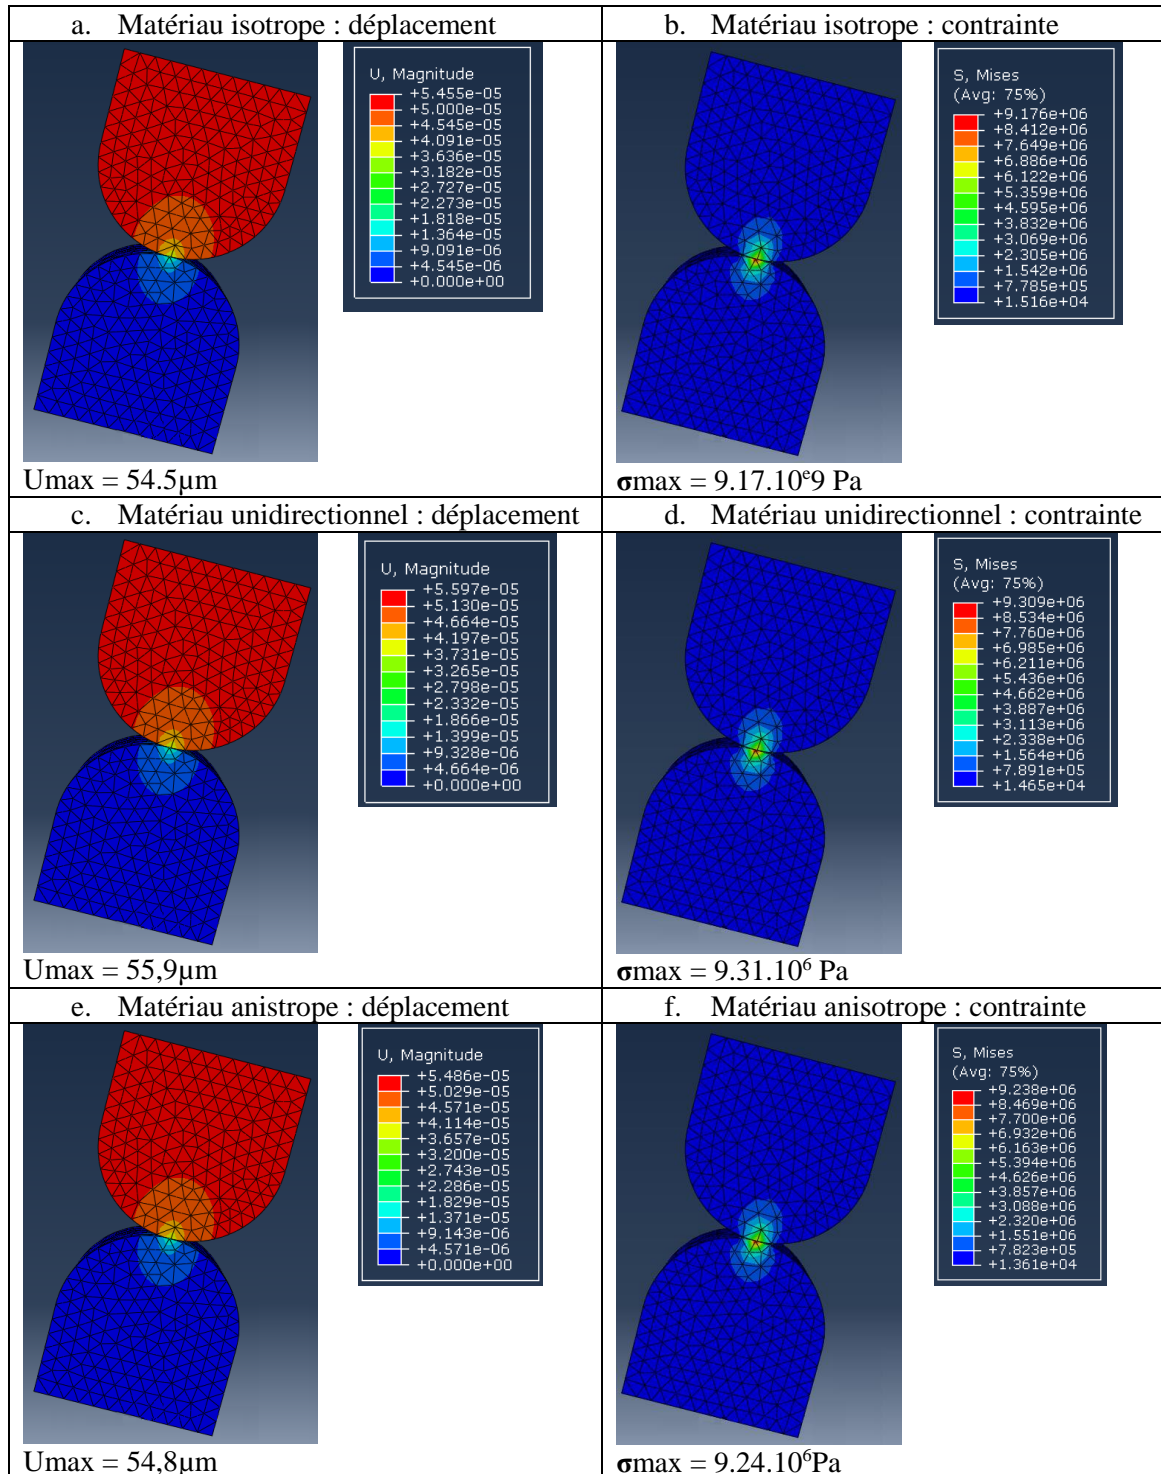 a. Matériau isotrope : déplacement
U, Magnitude
+5.455e-05
+5.000e-05
+4.545e-05
+4.091e-05
+3.636e-05
+3.182e-05
+2.727e-05
+2.273e-05
+1.818e-05
+1.364e-05
+9.091e-06
+4.545e-06
+0.000e+00
Umax = 54.5µm
b. Matériau isotrope : contrainte
S, Mises
(Avg: 75%)
+9.176e+06
+8.412e+06
+7.649e+06
+6.886e+06
+6.122e+06
+5.359e+06
+4.595e+06
+3.832e+06
+3.069e+06
+2.305e+06
+1.542e+06
+7.785e+05
+1.516e+04
σmax = 9.17.10ᵉ9 Pa
c. Matériau unidirectionnel : déplacement
U, Magnitude
+5.597e-05
+5.130e-05
+4.664e-05
+4.197e-05
+3.731e-05
+3.265e-05
+2.798e-05
+2.332e-05
+1.866e-05
+1.399e-05
+9.328e-06
+4.664e-06
+0.000e+00
Umax = 55,9µm
d. Matériau unidirectionnel : contrainte
S, Mises
(Avg: 75%)
+9.309e+06
+8.534e+06
+7.760e+06
+6.985e+06
+6.211e+06
+5.436e+06
+4.662e+06
+3.887e+06
+3.113e+06
+2.338e+06
+1.564e+06
+7.891e+05
+1.465e+04
σmax = 9.31.10⁶ Pa
e. Matériau anistrope : déplacement
U, Magnitude
+5.486e-05
+5.029e-05
+4.571e-05
+4.114e-05
+3.657e-05
+3.200e-05
+2.743e-05
+2.286e-05
+1.829e-05
+1.371e-05
+9.143e-06
+4.571e-06
+0.000e+00
Umax = 54,8µm
f. Matériau anisotrope : contrainte
S, Mises
(Avg: 75%)
+9.238e+06
+8.469e+06
+7.700e+06
+6.932e+06
+6.163e+06
+5.394e+06
+4.626e+06
+3.857e+06
+3.088e+06
+2.320e+06
+1.551e+06
+7.823e+05
+1.361e+04
σmax = 9.24.10⁶Pa